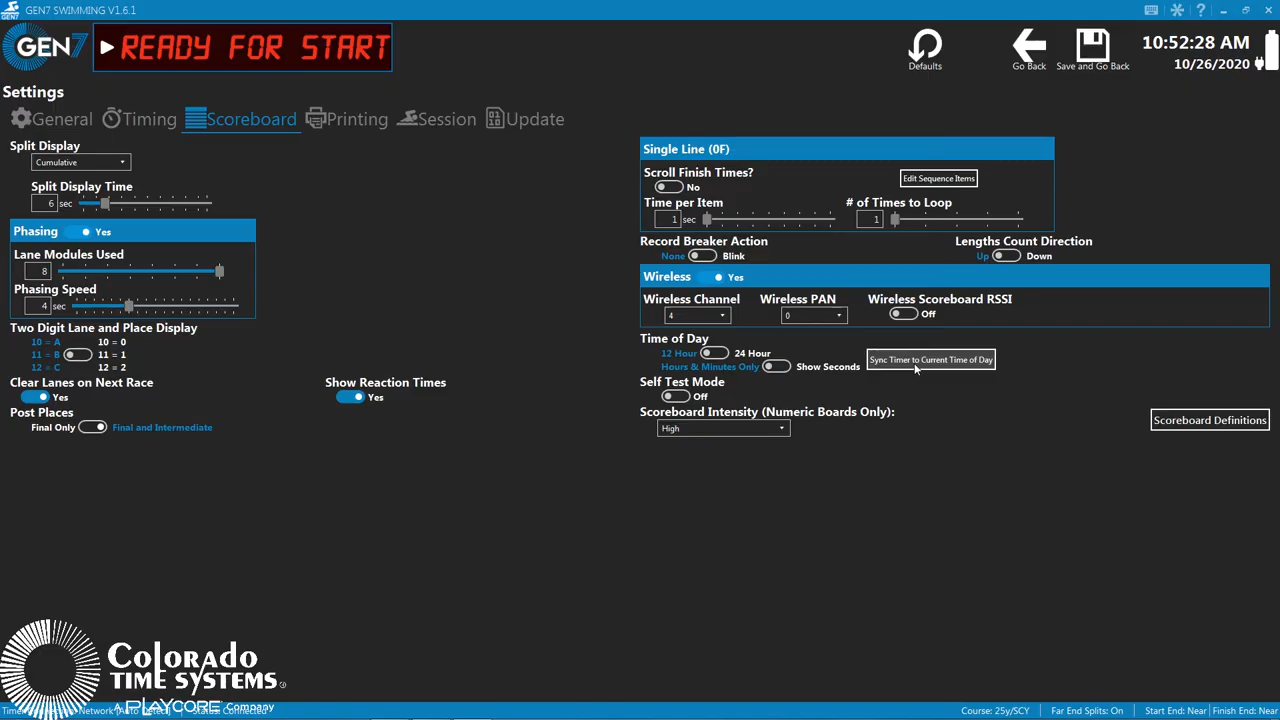 GEN7 SWIMMING V1.6.1
GEN7
READY FOR START
Defaults
Go Back
Save and Go Back
10:52:28 AM
10/26/2020
Settings
General
Timing
Scoreboard
Printing
Session
Update
Split Display
Cumulative
Split Display Time
6 sec
Phasing Yes
Lane Modules Used
8
Phasing Speed
4 sec
Two Digit Lane and Place Display
10 = A 10 = 0
11 = B 11 = 1
12 = C 12 = 2
Clear Lanes on Next Race
Yes
Show Reaction Times
Yes
Post Places
Final Only Final and Intermediate
Single Line (0F)
Scroll Finish Times?
No
Edit Sequence Items
Time per Item
1 sec
# of Times to Loop
1
Record Breaker Action
None Blink
Lengths Count Direction
Up Down
Wireless Yes
Wireless Channel
4
Wireless PAN
0
Wireless Scoreboard RSSI
Off
Time of Day
12 Hour 24 Hour
Hours & Minutes Only Show Seconds
Sync Timer to Current Time of Day
Self Test Mode
Off
Scoreboard Intensity (Numeric Boards Only):
High
Scoreboard Definitions
COLORADO
TIME SYSTEMS®
A PLAYCORE Company
Course: 25y/SCY
Far End Splits: On
Start End: Near
Finish End: Near